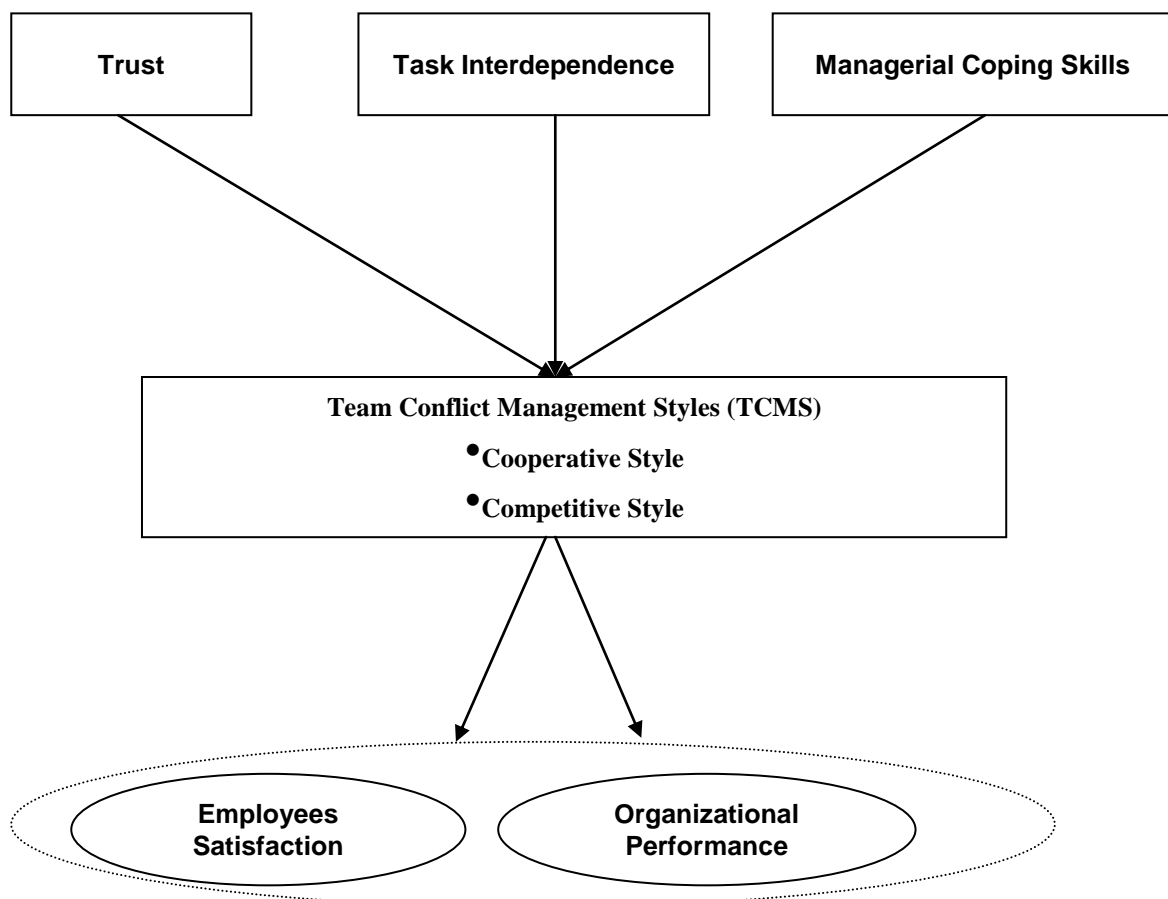 Trust
Task Interdependence
Managerial Coping Skills
Team Conflict Management Styles (TCMS)
•Cooperative Style
•Competitive Style
Employees
Satisfaction
Organizational
Performance